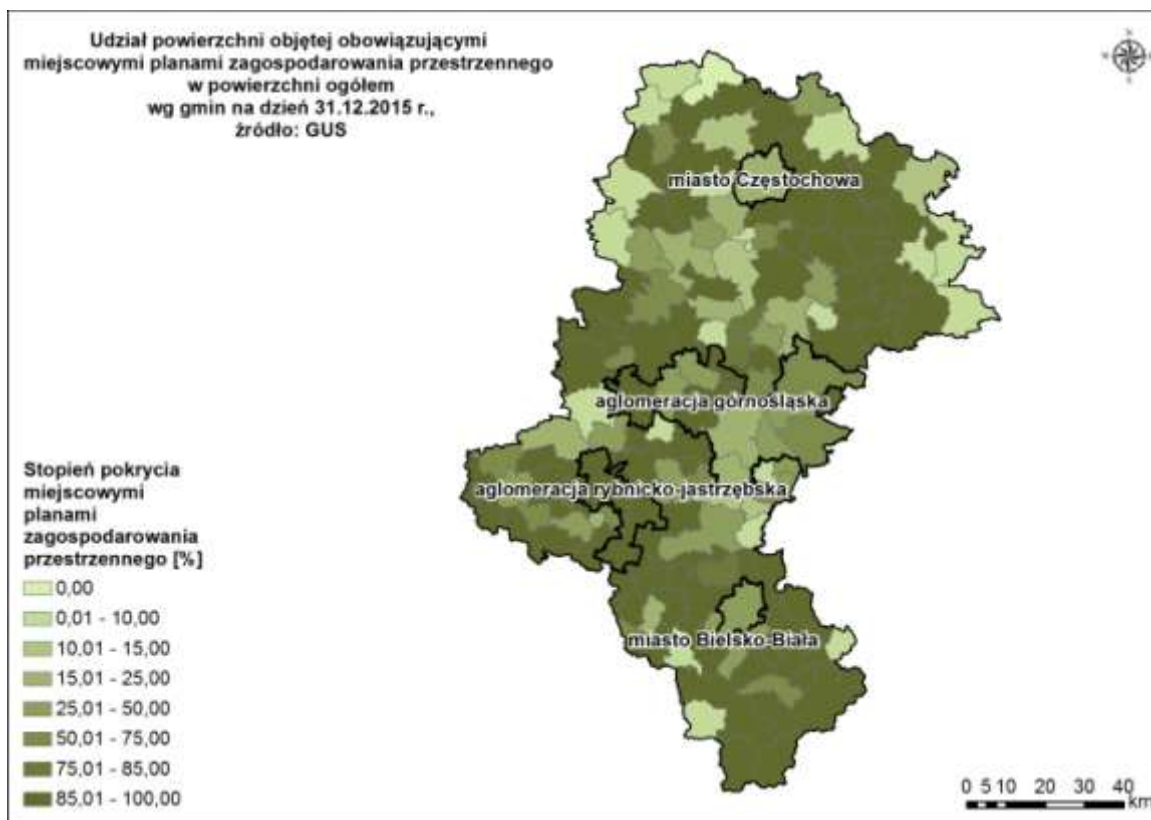 Udział powierzchni objętej obowiązującymi
miejscowymi planami zagospodarowania przestrzennego
w powierzchni ogółem
wg gmin na dzień 31.12.2015 r.,
źródło: GUS
miasto Częstochowa
aglomeracja górnośląska
aglomeracja rybnicko-jastrzębska
miasto Bielsko-Biała
Stopień pokrycia
miejscowymi
planami
zagospodarowania
przestrzennego [%]
0,00
0,01 - 10,00
10,01 - 15,00
15,01 - 25,00
25,01 - 50,00
50,01 - 75,00
75,01 - 85,00
85,01 - 100,00
0 5 10 20 30 40
km